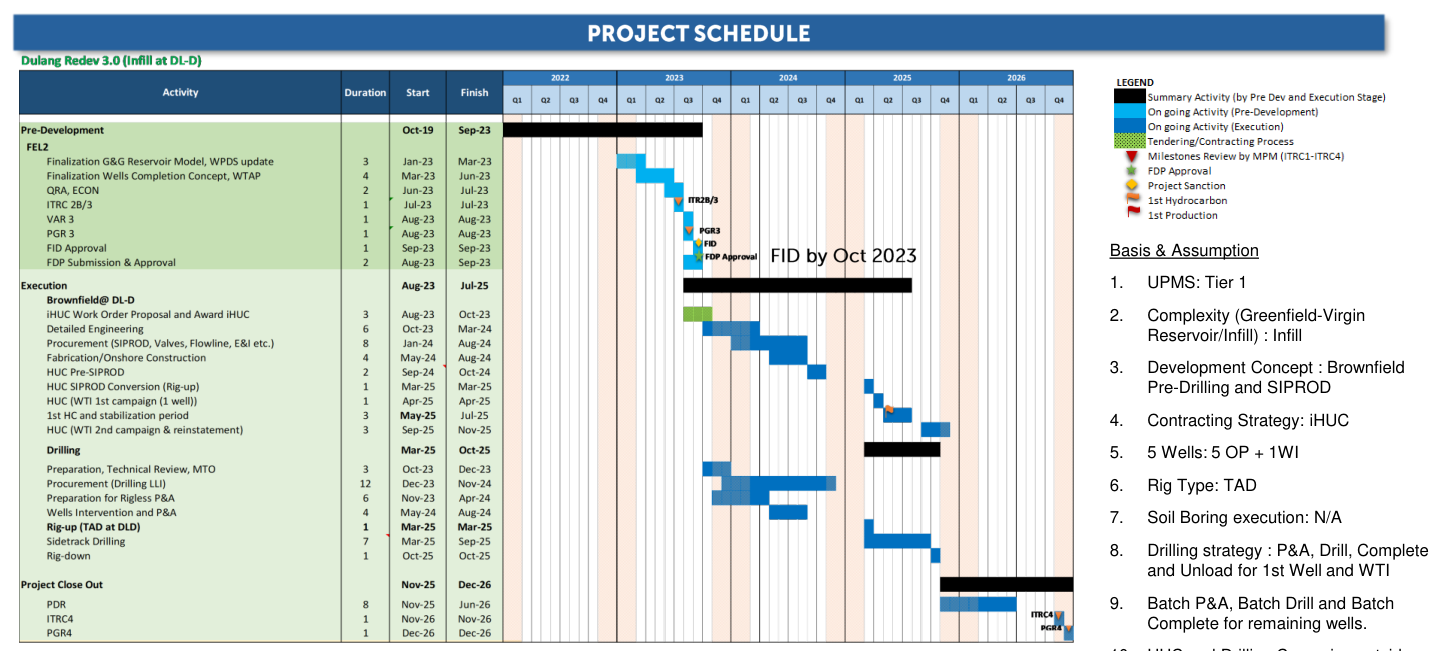 PROJECT SCHEDULE
Dulang Redev 3.0 (Infill at DL-D)
Activity Duration Start Finish 2022 2023 2024 2025 2026
Q1 Q2 Q3 Q4 Q1 Q2 Q3 Q4 Q1 Q2 Q3 Q4 Q1 Q2 Q3 Q4 Q1 Q2 Q3 Q4
Pre-Development Oct-19 Sep-23
FEL2
Finalization G&G Reservoir Model, WPDS update 3 Jan-23 Mar-23
Finalization Wells Completion Concept, WTAP 4 Mar-23 Jun-23
QRA, ECON 2 Jun-23 Jul-23
ITRC 2B/3 1 Jul-23 Jul-23 ITR2B/3
VAR 3 1 Aug-23 Aug-23
PGR 3 1 Aug-23 Aug-23 PGR3
FID Approval 1 Sep-23 Sep-23 FID
FDP Submission & Approval 2 Aug-23 Sep-23 FDP Approval FID by Oct 2023
Execution Aug-23 Jul-25
Brownfield@ DL-D
iHUC Work Order Proposal and Award iHUC 3 Aug-23 Oct-23
Detailed Engineering 6 Oct-23 Mar-24
Procurement (SIPROD, Valves, Flowline, E&I etc.) 8 Jan-24 Aug-24
Fabrication/Onshore Construction 4 May-24 Aug-24
HUC Pre-SIPROD 2 Sep-24 Oct-24
HUC SIPROD Conversion (Rig-up) 1 Mar-25 Mar-25
HUC (WTI 1st campaign (1 well)) 1 Apr-25 Apr-25
1st HC and stabilization period 3 May-25 Jul-25
HUC (WTI 2nd campaign & reinstatement) 3 Sep-25 Nov-25
Drilling Mar-25 Oct-25
Preparation, Technical Review, MTO 3 Oct-23 Dec-23
Procurement (Drilling LLI) 12 Dec-23 Nov-24
Preparation for Rigless P&A 6 Nov-23 Apr-24
Wells Intervention and P&A 4 May-24 Aug-24
Rig-up (TAD at DLD) 1 Mar-25 Mar-25
Sidetrack Drilling 7 Mar-25 Sep-25
Rig-down 1 Oct-25 Oct-25
Project Close Out Nov-25 Dec-26
PDR 8 Nov-25 Jun-26
ITRC4 1 Nov-26 Nov-26 ITRC4
PGR4 1 Dec-26 Dec-26 PGR4
LEGEND
Summary Activity (by Pre Dev and Execution Stage)
On going Activity (Pre-Development)
On going Activity (Execution)
Tendering/Contracting Process
Milestones Review by MPM (ITRC1-ITRC4)
FDP Approval
Project Sanction
1st Hydrocarbon
1st Production
Basis & Assumption
1. UPMS: Tier 1
2. Complexity (Greenfield-Virgin
Reservoir/Infill) : Infill
3. Development Concept : Brownfield
Pre-Drilling and SIPROD
4. Contracting Strategy: iHUC
5. 5 Wells: 5 OP + 1WI
6. Rig Type: TAD
7. Soil Boring execution: N/A
8. Drilling strategy : P&A, Drill, Complete
and Unload for 1st Well and WTI
9. Batch P&A, Batch Drill and Batch
Complete for remaining wells.